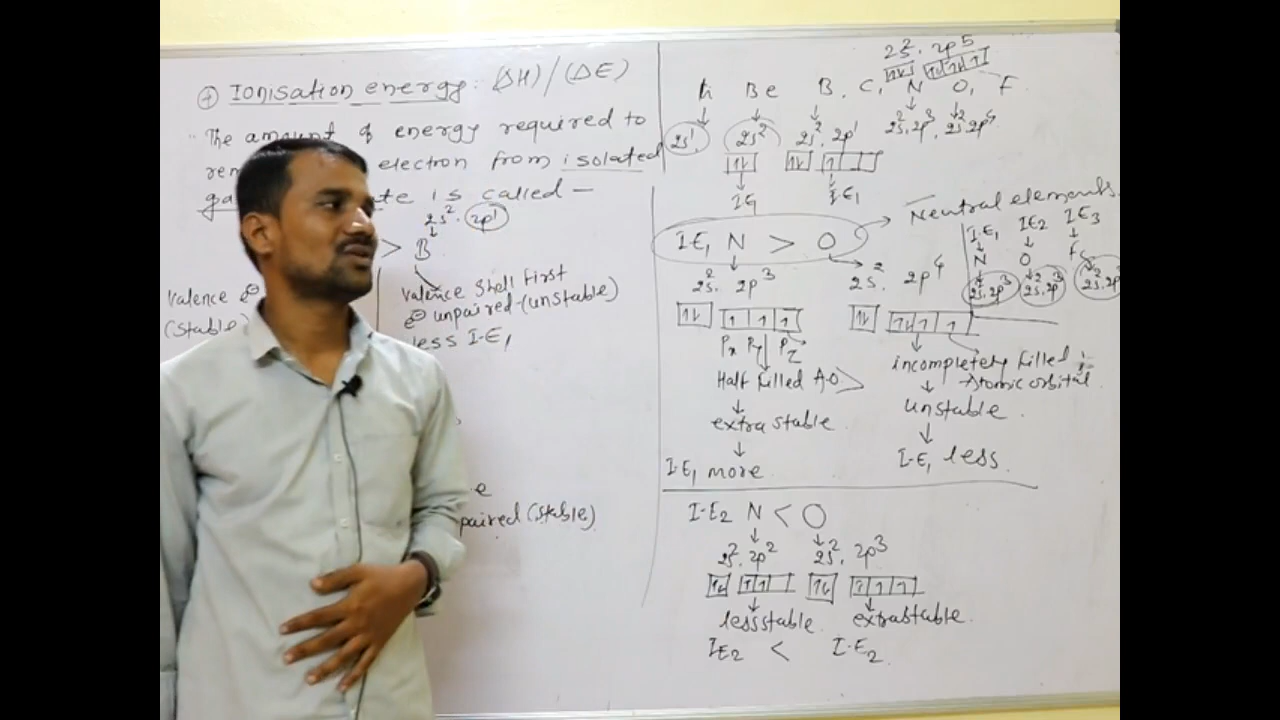 Ionisation energy: (ΔH)/(ΔE)
"The amount of energy required to
electron from isolated
is called —
2s². 2p¹
> B
Valence e⊖
(Stable)
Valence Shell First
e⊖ unpaired-(unstable)
less I.E₁
paired (stable)
2s². 2p⁵
Li Be B. C, N O, F
2s¹ 2s² 2s². 2p¹ 2s². 2p³. 2s². 2p⁴
I.E₁
Neutral elements
I.E₁ N > O
I.E₁ I.E₂ I.E₃
N O F
2s². 2p³ 2s². 2p³
2s². 2p³ 2s². 2p⁴
Px Py Pz
Half filled A.O >
incompletely filled
Atomic orbital
extra stable
unstable.
I.E₁ more
I.E₁ less.
I.E₂ N < O
2s². 2p² 2s². 2p³
less stable. extra stable.
I.E₂ < I.E₂